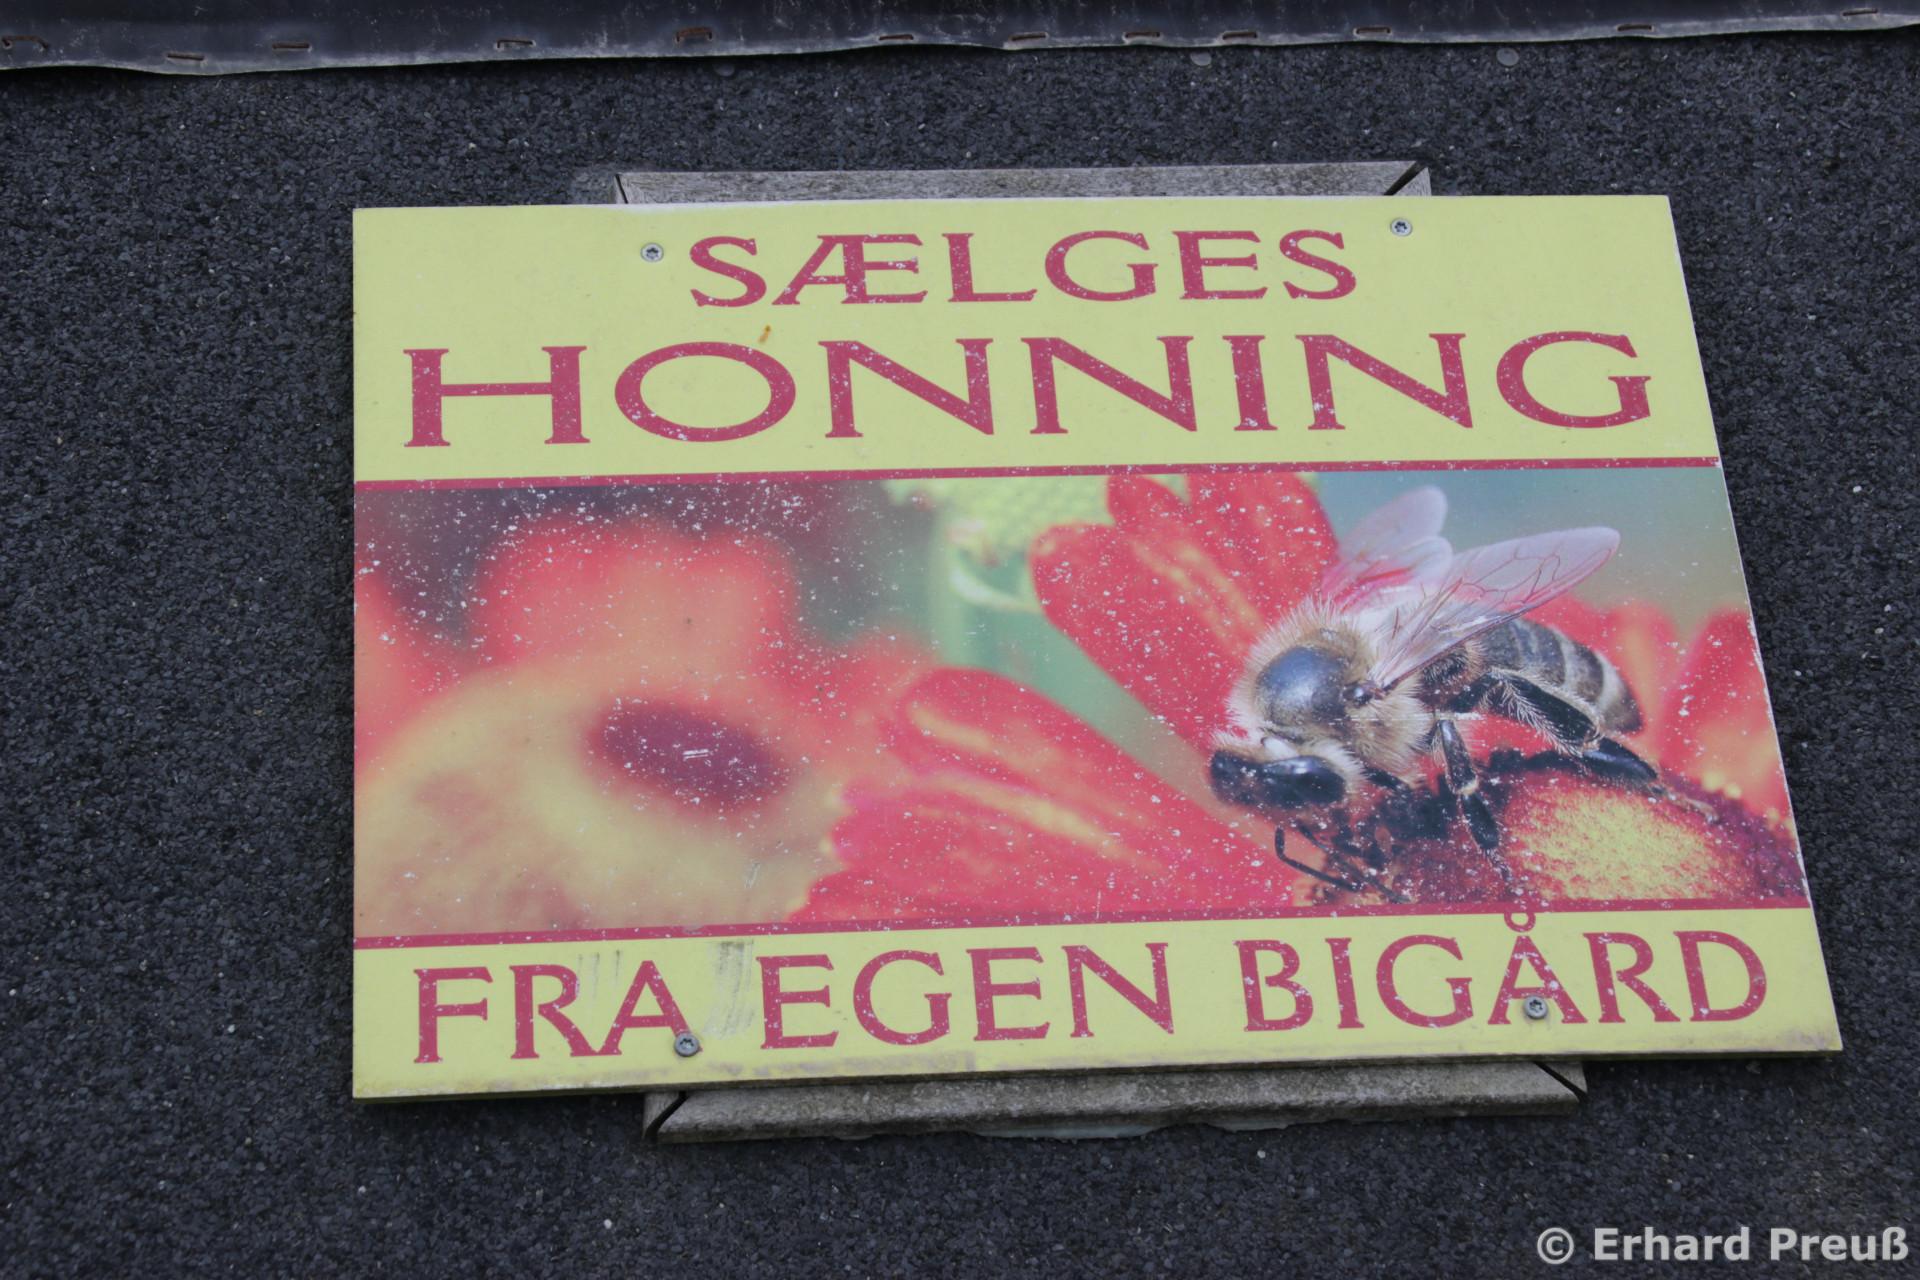 SÆLGES
HONNING
FRA EGEN BIGÅRD
© Erhard Preuß